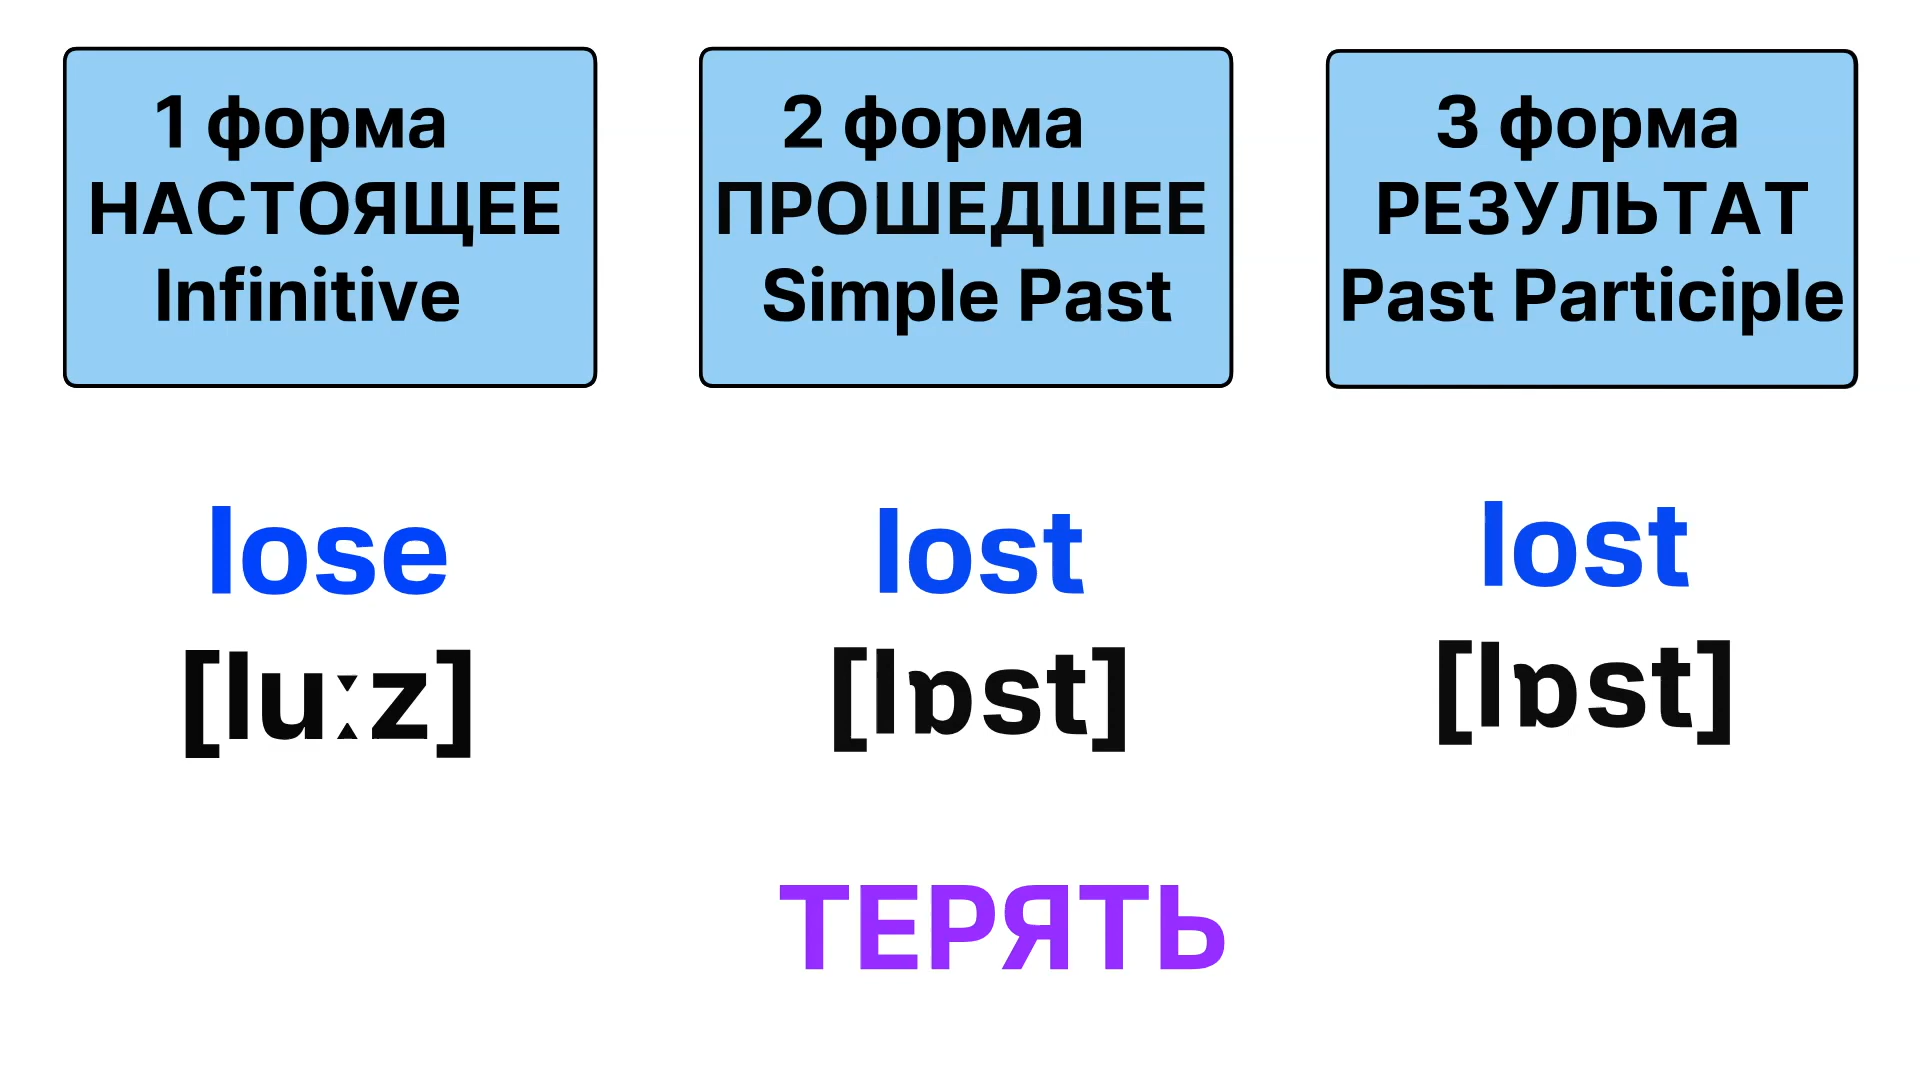 1 форма
НАСТОЯЩЕЕ
Infinitive
2 форма
ПРОШЕДШЕЕ
Simple Past
3 форма
РЕЗУЛЬТАТ
Past Participle
lose
[luːz]
lost
[lɒst]
lost
[lɒst]
ТЕРЯТЬ